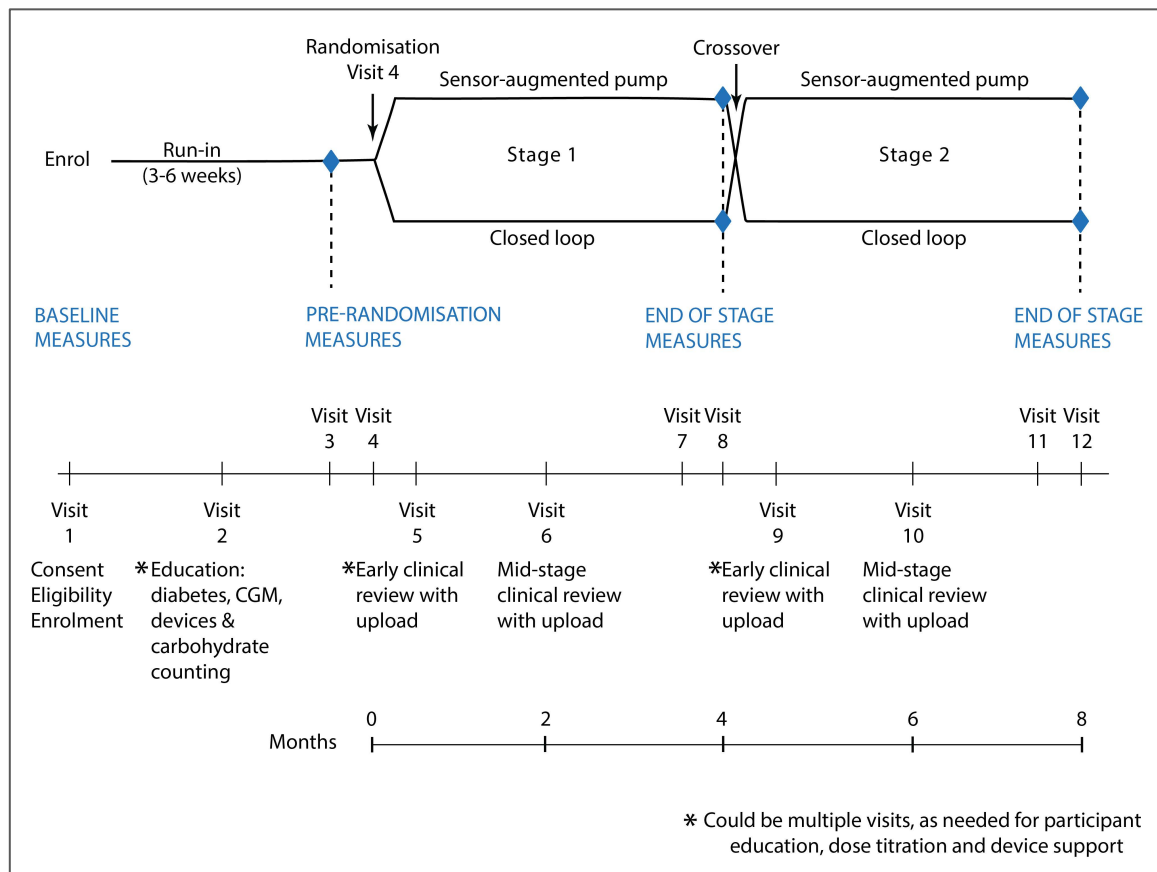 Randomisation
Visit 4
Crossover
Sensor-augmented pump
Sensor-augmented pump
Enrol
Run-in
(3-6 weeks)
Stage 1
Stage 2
Closed loop
Closed loop
BASELINE
MEASURES
PRE-RANDOMISATION
MEASURES
END OF STAGE
MEASURES
END OF STAGE
MEASURES
Visit
3
Visit
4
Visit
7
Visit
8
Visit
11
Visit
12
Visit
1
Consent
Eligibility
Enrolment
Visit
2
*Education:
diabetes, CGM,
devices &
carbohydrate
counting
Visit
5
*Early clinical
review with
upload
Visit
6
Mid-stage
clinical review
with upload
Visit
9
*Early clinical
review with
upload
Visit
10
Mid-stage
clinical review
with upload
Months
0
2
4
6
8
* Could be multiple visits, as needed for participant
education, dose titration and device support